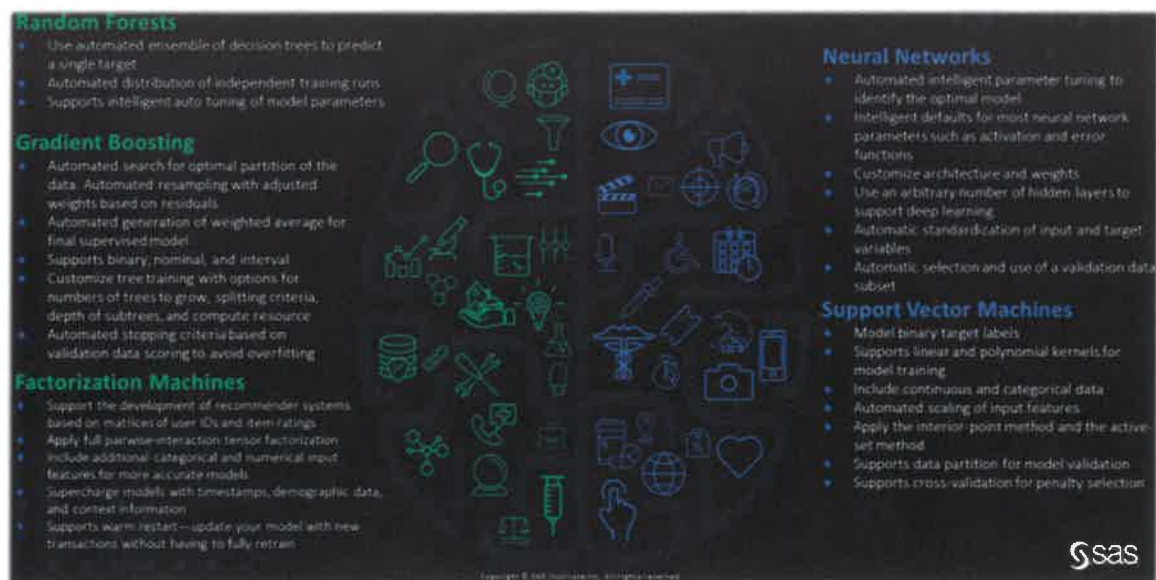 Random Forests
Use automated ensemble of decision trees to predict
a single target
Automated distribution of independent training runs
Supports intelligent auto tuning of model parameters
Gradient Boosting
Automated search for optimal partition of the
data. Automated resampling with adjusted
weights based on residuals
Automated generation of weighted average for
final supervised model
Supports binary, nominal, and interval
Customize tree training with options for
numbers of trees to grow, splitting criteria,
depth of subtrees, and compute resource
Automated stopping criteria based on
validation data scoring to avoid overfitting
Factorization Machines
Support the development of recommender systems
based on matrices of user IDs and item ratings
Apply full pairwise-interaction tensor factorization
Include additional categorical and numerical input
features for more accurate models
Supercharge models with timestamps, demographic data,
and context information
Supports warm restart—update your model with new
transactions without having to fully retrain
Neural Networks
Automated intelligent parameter tuning to
identify the optimal model
Intelligent defaults for most neural network
parameters such as activation and error
functions
Customize architecture and weights
Use an arbitrary number of hidden layers to
support deep learning
Automatic standardization of input and target
variables
Automatic selection and use of a validation data
subset
Support Vector Machines
Model binary target labels
Supports linear and polynomial kernels for
model training
Include continuous and categorical data
Automated scaling of input features
Apply the interior-point method and the active-
set method
Supports data partition for model validation
Supports cross-validation for penalty selection
sas
Copyright © SAS Institute Inc. All rights reserved.